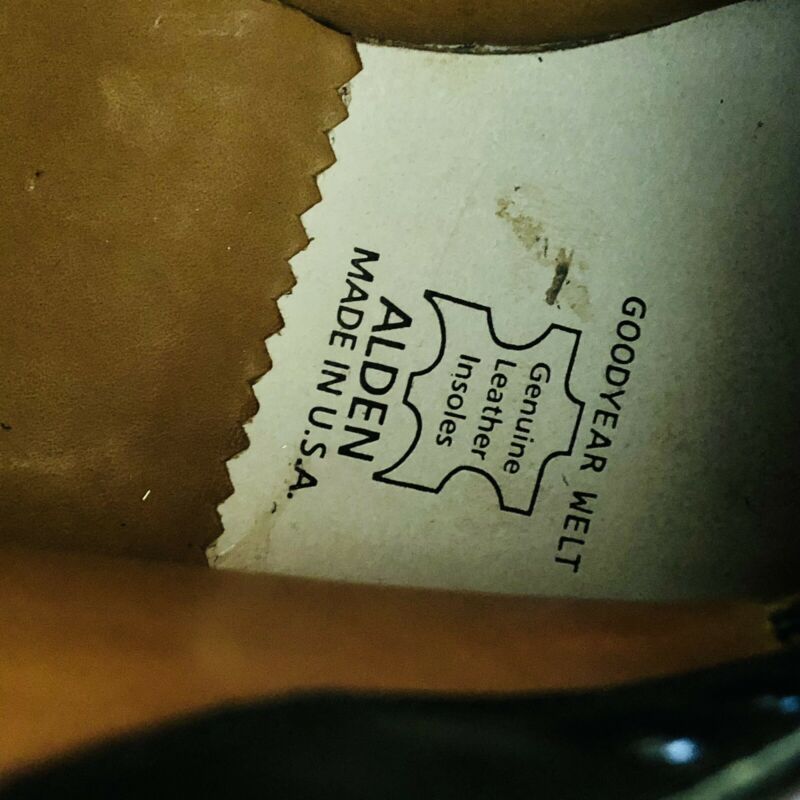 GOODYEAR WELT
Genuine
Leather
Insoles
ALDEN
MADE IN U.S.A.